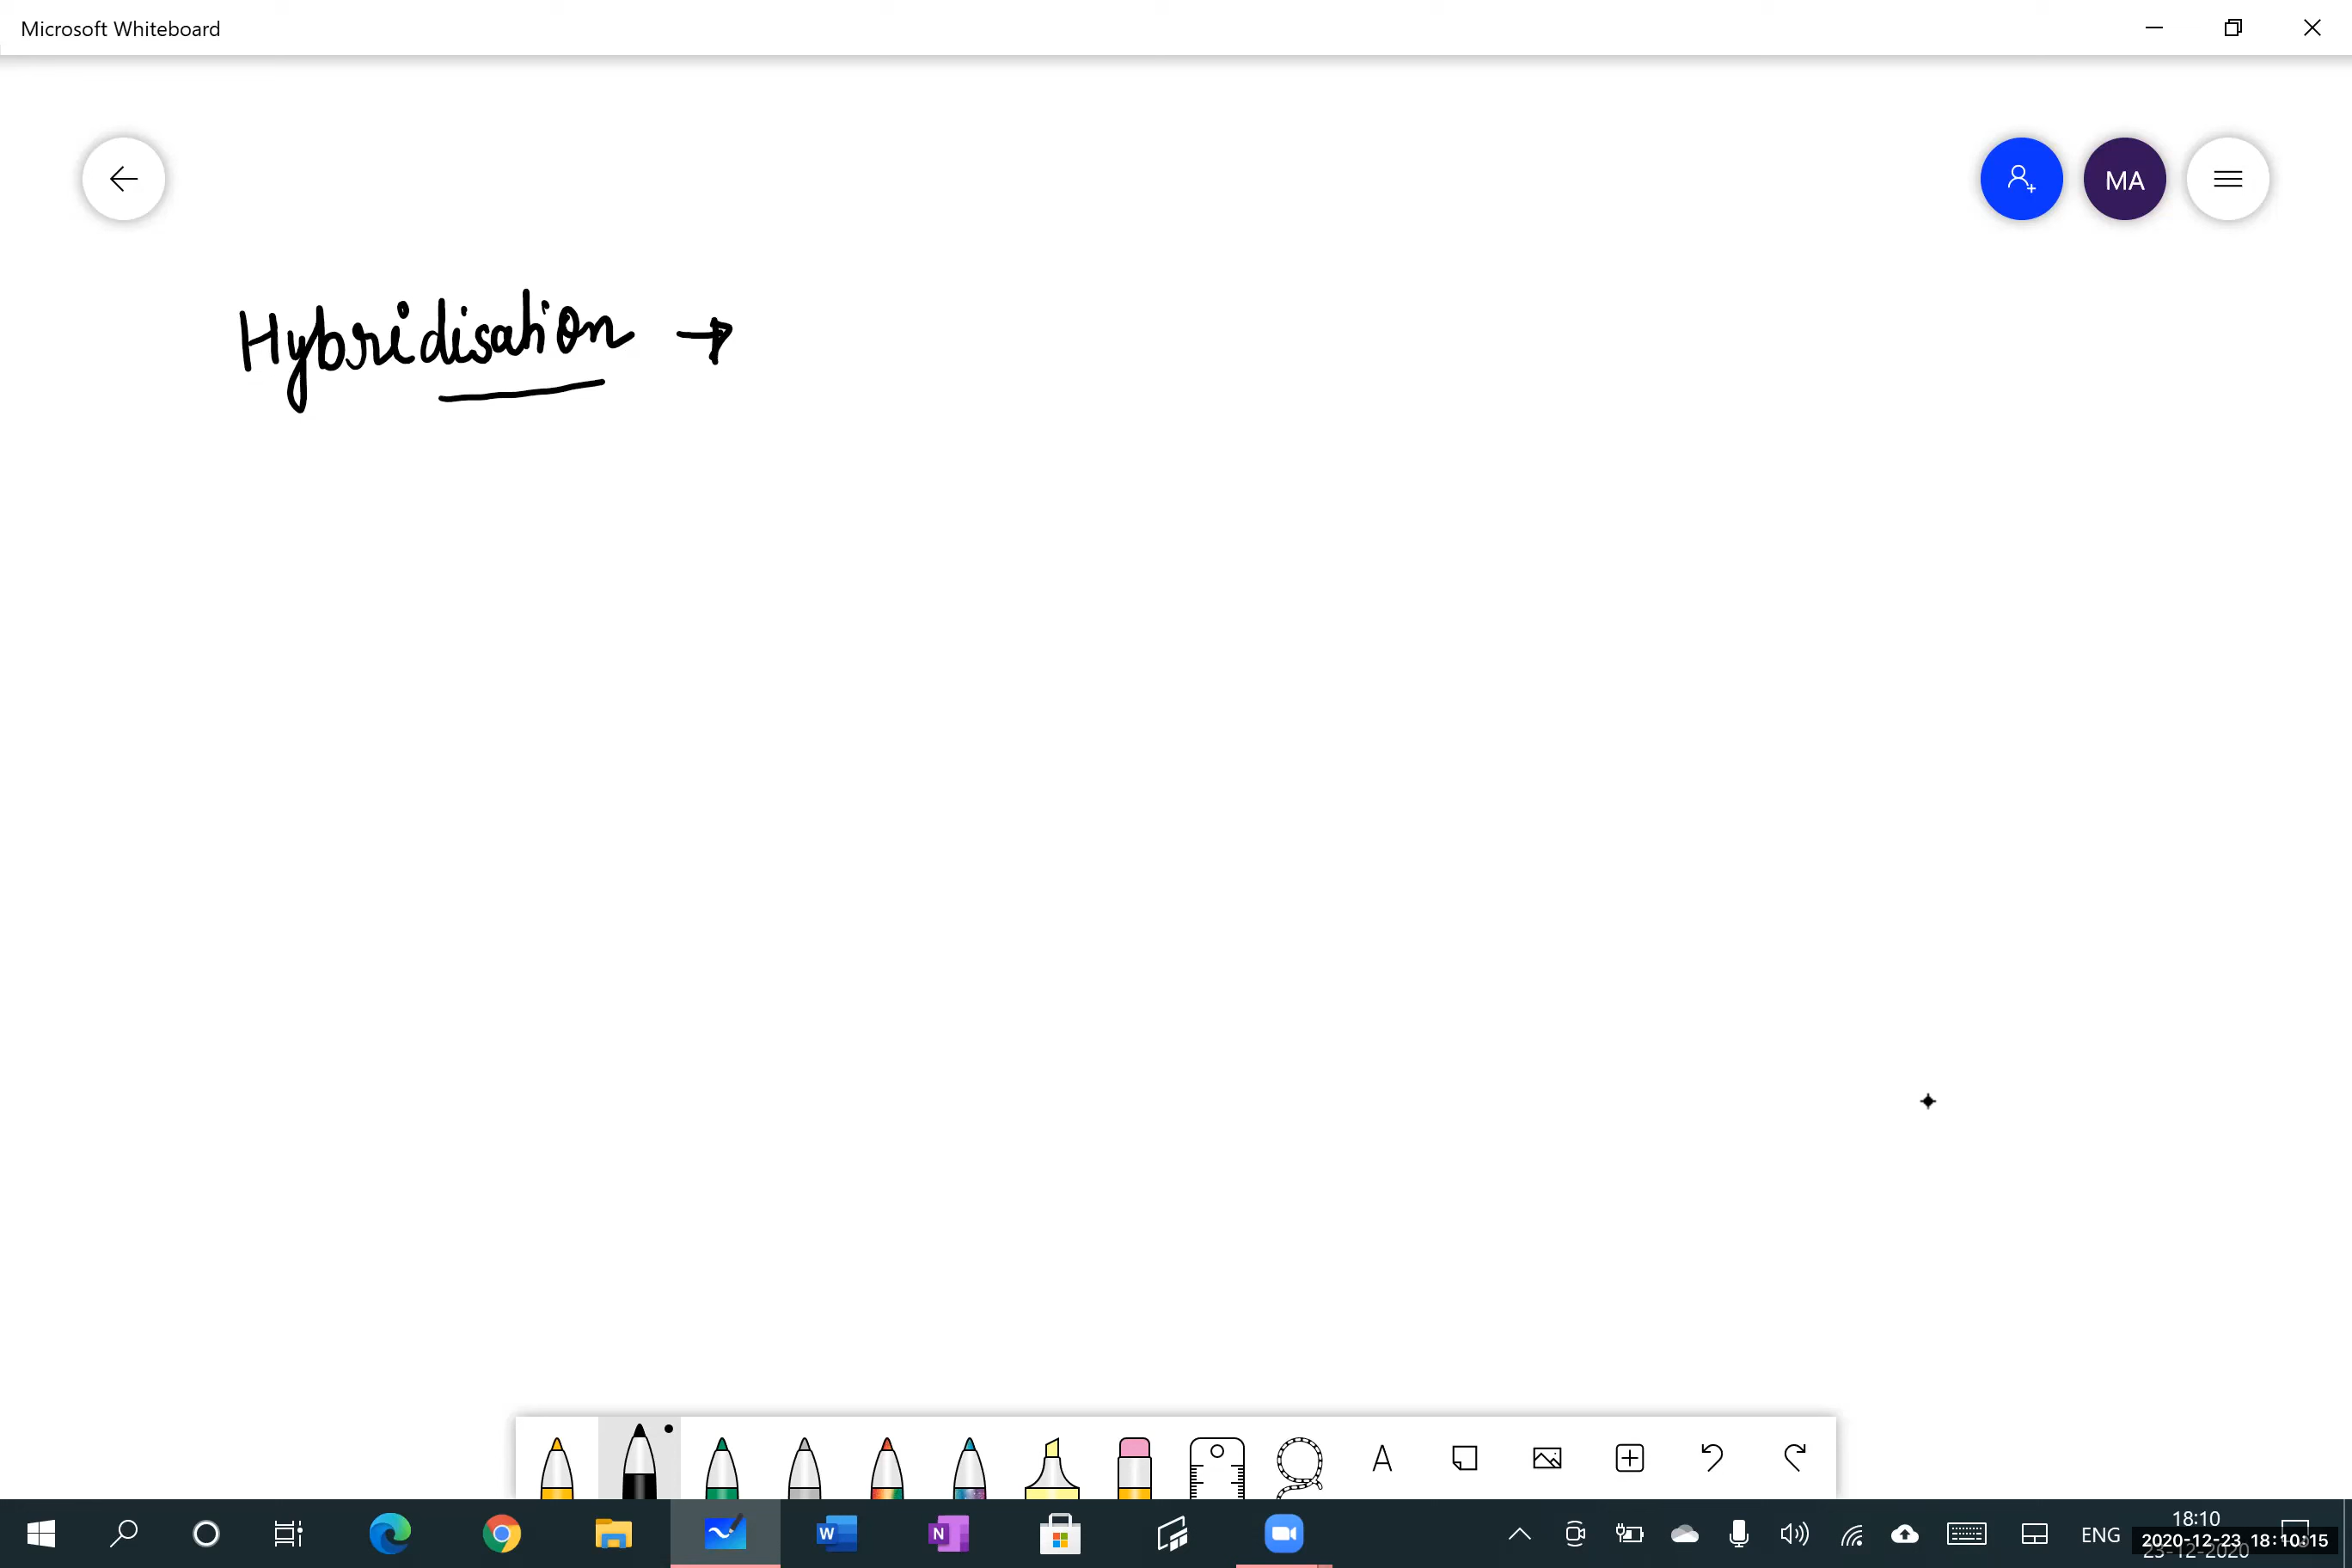 Microsoft Whiteboard
MA
Hybridisation →
A
W
N
ENG
18:10
2020-12-23 18:10:15
23-12-2020